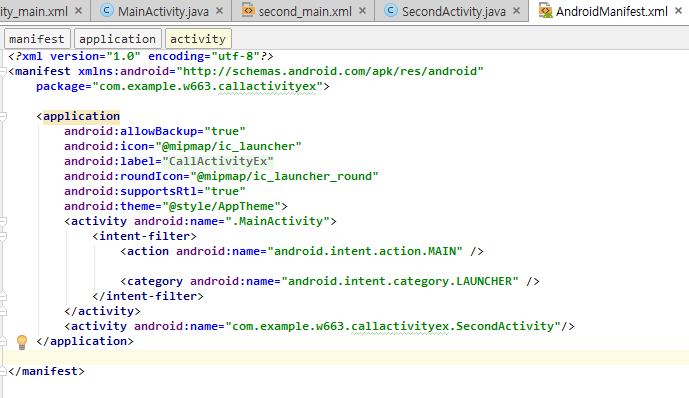 ity_main.xml MainActivity.java second_main.xml SecondActivity.java AndroidManifest.xml
manifest application activity
<?xml version="1.0" encoding="utf-8"?>
<manifest xmlns:android="http://schemas.android.com/apk/res/android"
package="com.example.w663.callactivityex">
<application
android:allowBackup="true"
android:icon="@mipmap/ic_launcher"
android:label="CallActivityEx"
android:roundIcon="@mipmap/ic_launcher_round"
android:supportsRtl="true"
android:theme="@style/AppTheme">
<activity android:name=".MainActivity">
<intent-filter>
<action android:name="android.intent.action.MAIN" />
<category android:name="android.intent.category.LAUNCHER" />
</intent-filter>
</activity>
<activity android:name="com.example.w663.callactivityex.SecondActivity"/>
</application>
</manifest>